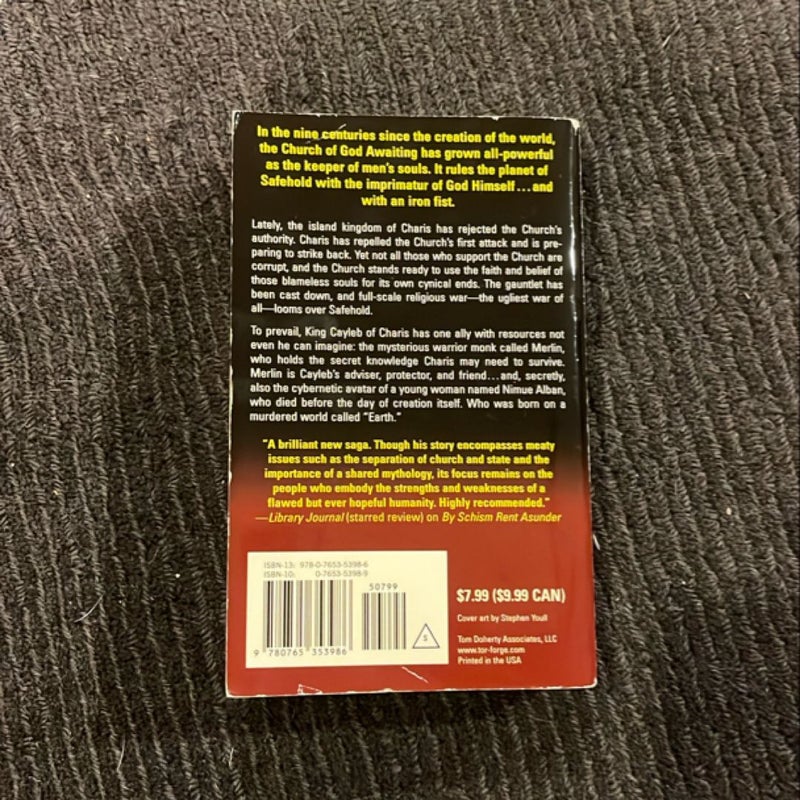 In the nine centuries since the creation of the world,
the Church of God Awaiting has grown all-powerful
as the keeper of men's souls. It rules the planet of
Safehold with the imprimatur of God Himself...and
with an iron fist.
Lately, the island kingdom of Charis has rejected the Church's
authority. Charis has repelled the Church's first attack and is pre-
paring to strike back. Yet not all those who support the Church are
corrupt, and the Church stands ready to use the faith and belief of
those blameless souls for its own cynical ends. The gauntlet has
been cast down, and full-scale religious war—the ugliest war of
all—looms over Safehold.
To prevail, King Cayleb of Charis has one ally with resources not
even he can imagine: the mysterious warrior monk called Merlin,
who holds the secret knowledge Charis may need to survive.
Merlin is Cayleb's adviser, protector, and friend...and, secretly,
also the cybernetic avatar of a young woman named Nimue Alban,
who died before the day of creation itself. Who was born on a
murdered world called "Earth."
"A brilliant new saga. Though his story encompasses meaty
issues such as the separation of church and state and the
importance of a shared mythology, its focus remains on the
people who embody the strengths and weaknesses of a
flawed but ever hopeful humanity. Highly recommended."
—Library Journal (starred review) on By Schism Rent Asunder
ISBN-13: 978-0-7653-5398-6
ISBN-10: 0-7653-5398-9
50799
9 780765 353986
S
$7.99 ($9.99 CAN)
Cover art by Stephen Youll
Tom Doherty Associates, LLC
www.tor-forge.com
Printed in the USA